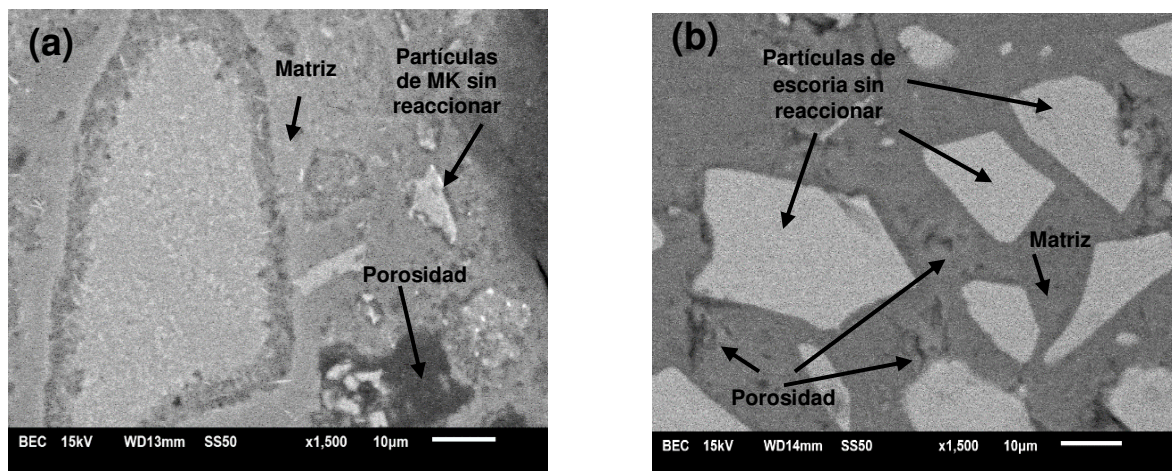 (a)
Matriz
Partículas
de MK sin
reaccionar
Porosidad
BEC 15kV WD13mm SS50 x1,500 10µm
(b)
Partículas de
escoria sin
reaccionar
Matriz
Porosidad
BEC 15kV WD14mm SS50 x1,500 10µm